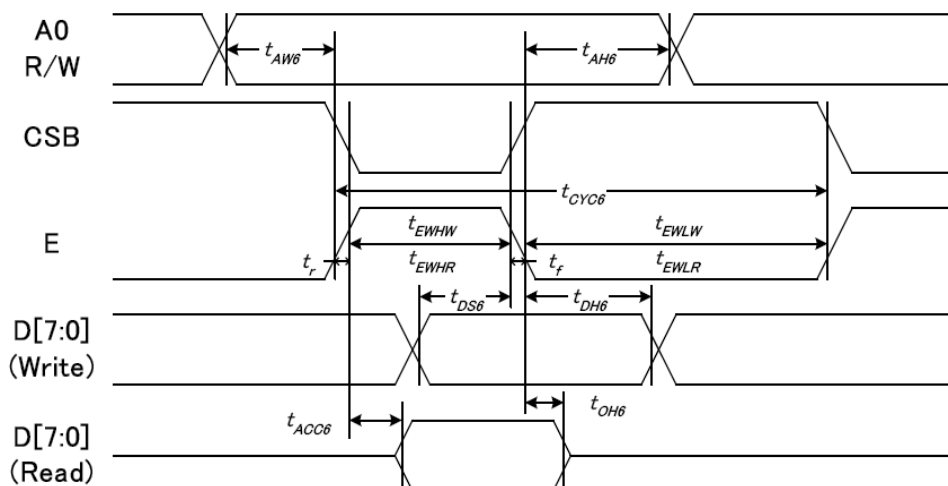 A0
R/W
t_AW6
t_AH6
CSB
t_CYC6
E
t_EWHW
t_EWLW
t_r
t_EWHR
t_f
t_EWLR
t_DS6
t_DH6
D[7:0]
(Write)
t_ACC6
t_OH6
D[7:0]
(Read)